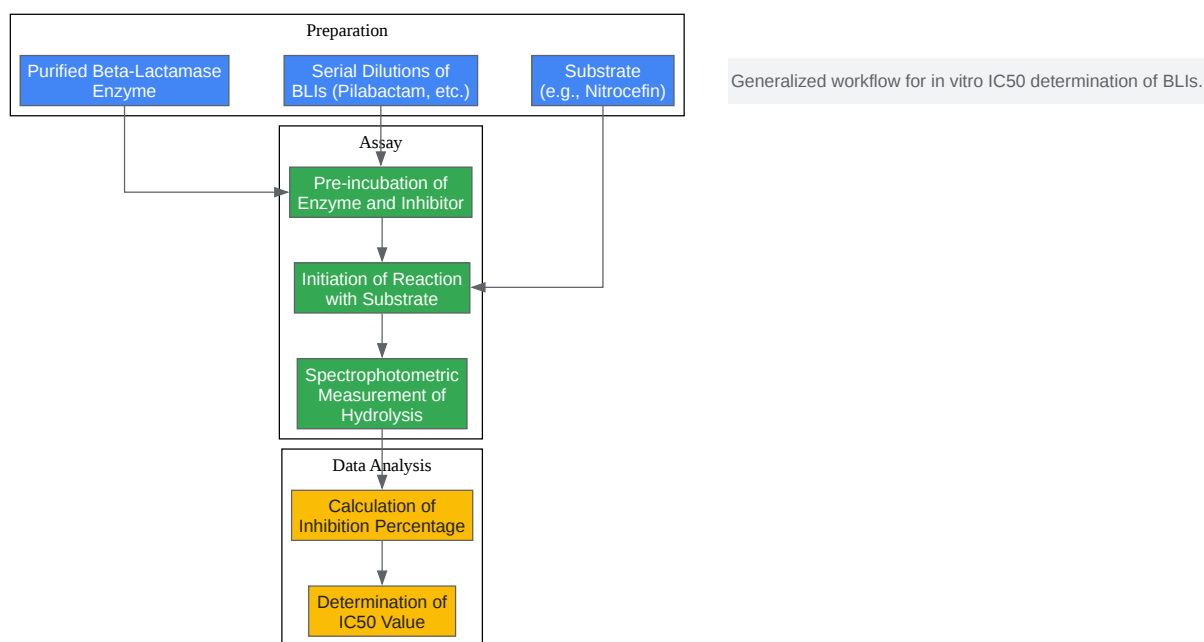 Preparation
Purified Beta-Lactamase
Enzyme
Serial Dilutions of
BLIs (Pilabactam, etc.)
Substrate
(e.g., Nitrocefin)
Generalized workflow for in vitro IC50 determination of BLIs.
Assay
Pre-incubation of
Enzyme and Inhibitor
Initiation of Reaction
with Substrate
Spectrophotometric
Measurement of
Hydrolysis
Data Analysis
Calculation of
Inhibition Percentage
Determination of
IC50 Value